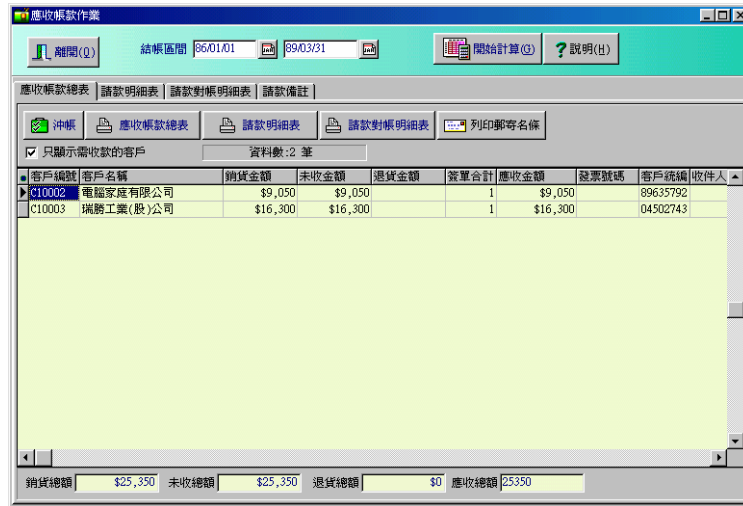 應收帳款作業
離開(Q) 結帳區間 86/01/01 89/03/31 開始計算(G) ?說明(H)
應收帳款總表 請款明細表 請款對帳明細表 請款備註
沖帳 應收帳款總表 請款明細表 請款對帳明細表 列印郵寄名條
只顯示需收款的客戶 資料數:2 筆
客戶編號 客戶名稱 銷貨金額 未收金額 退貨金額 簽單合計 應收金額 發票號碼 客戶統編 收件人
C10002 電腦家庭有限公司 $9,050 $9,050 1 $9,050 89635792
C10003 瑞勝工業(股)公司 $16,300 $16,300 1 $16,300 04502743
銷貨總額 $25,350 未收總額 $25,350 退貨總額 $0 應收總額 25350